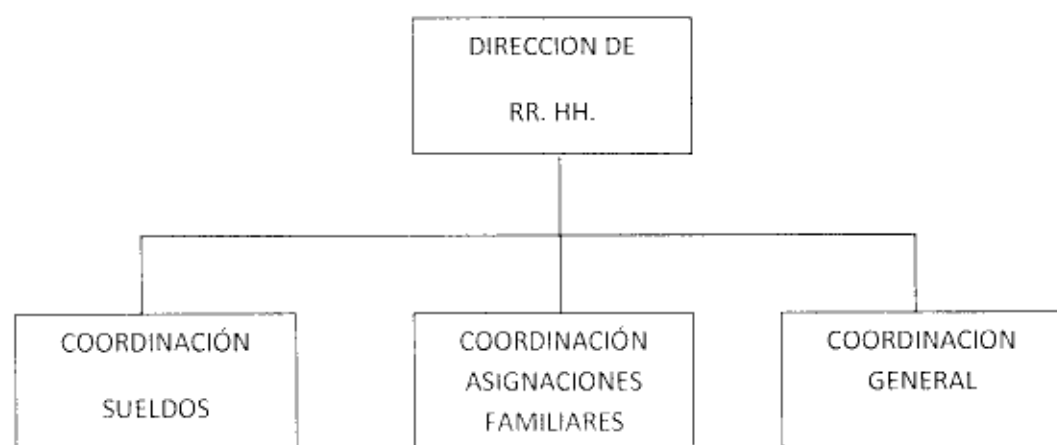 DIRECCION DE
RR. HH.
COORDINACIÓN
SUELDOS
COORDINACIÓN
ASIGNACIONES
FAMILIARES
COORDINACION
GENERAL